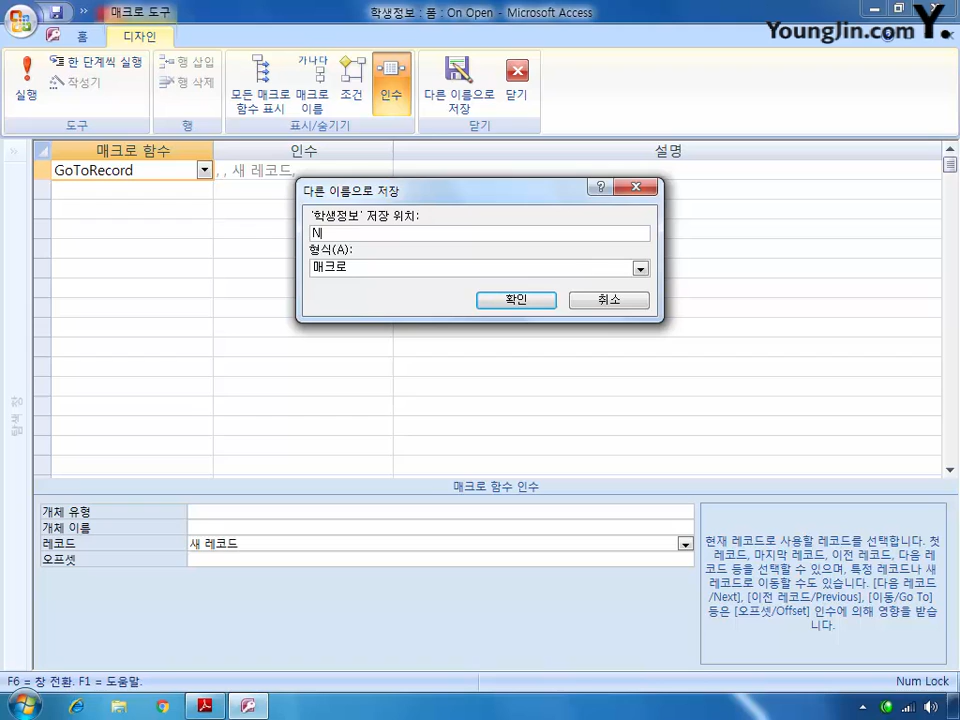 매크로 도구
학생정보 : 폼 : On Open - Microsoft Access
YoungJin.com Y.
홈
디자인
실행
한 단계씩 실행
작성기
도구
행 삽입
행 삭제
행
모든 매크로 함수 표시
매크로 이름
조건
인수
표시/숨기기
다른 이름으로 저장
닫기
닫기
매크로 함수
인수
설명
GoToRecord
, , 새 레코드,
다른 이름으로 저장
'학생정보' 저장 위치:
N
형식(A):
매크로
확인
취소
탐색 창
매크로 함수 인수
개체 유형
개체 이름
레코드
새 레코드
오프셋
현재 레코드로 사용할 레코드를 선택합니다. 첫
레코드, 마지막 레코드, 이전 레코드, 다음 레
코드 등을 선택할 수 있으며, 특정 레코드나 새
레코드로 이동할 수도 있습니다. [다음 레코드
/Next], [이전 레코드/Previous], [이동/Go To]
등은 [오프셋/Offset] 인수에 의해 영향을 받습
니다.
F6 = 창 전환. F1 = 도움말.
Num Lock